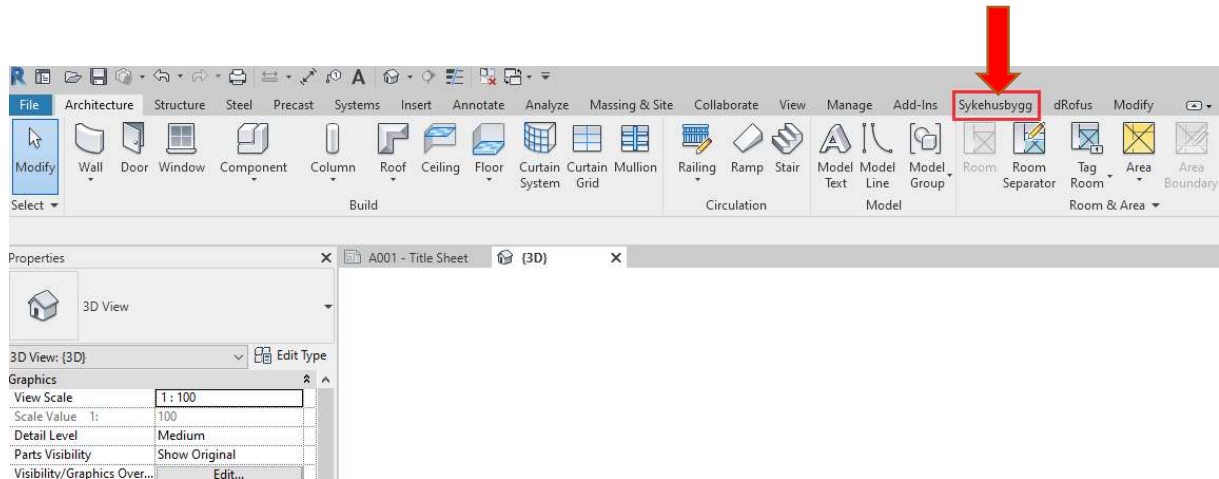 File Architecture Structure Steel Precast Systems Insert Annotate Analyze Massing & Site Collaborate View Manage Add-Ins Sykehusbygg dRofus Modify
Modify Wall Door Window Component Column Roof Ceiling Floor Curtain System Curtain Grid Mullion Railing Ramp Stair Model Text Model Line Model Group Room Room Separator Tag Room Area Area Boundary
Select Build Circulation Model Room & Area
Properties A001 - Title Sheet {3D}
3D View
3D View: {3D} Edit Type
Graphics
View Scale 1 : 100
Scale Value 1: 100
Detail Level Medium
Parts Visibility Show Original
Visibility/Graphics Over... Edit...